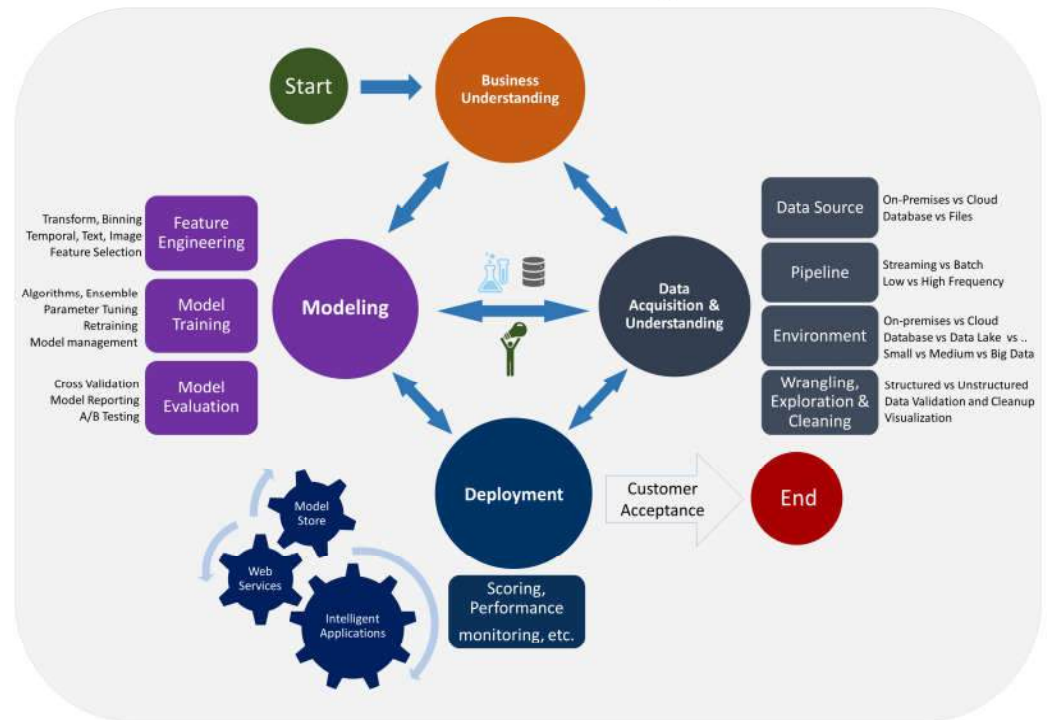 Start
Business
Understanding
Transform, Binning
Temporal, Text, Image
Feature Selection
Feature
Engineering
Algorithms, Ensemble
Parameter Tuning
Retraining
Model management
Model
Training
Cross Validation
Model Reporting
A/B Testing
Model
Evaluation
Modeling
Data
Acquisition &
Understanding
Data Source
On-Premises vs Cloud
Database vs Files
Pipeline
Streaming vs Batch
Low vs High Frequency
Environment
On-premises vs Cloud
Database vs Data Lake vs ..
Small vs Medium vs Big Data
Wrangling,
Exploration &
Cleaning
Structured vs Unstructured
Data Validation and Cleanup
Visualization
Deployment
Customer
Acceptance
End
Model
Store
Web
Services
Intelligent
Applications
Scoring,
Performance
monitoring, etc.